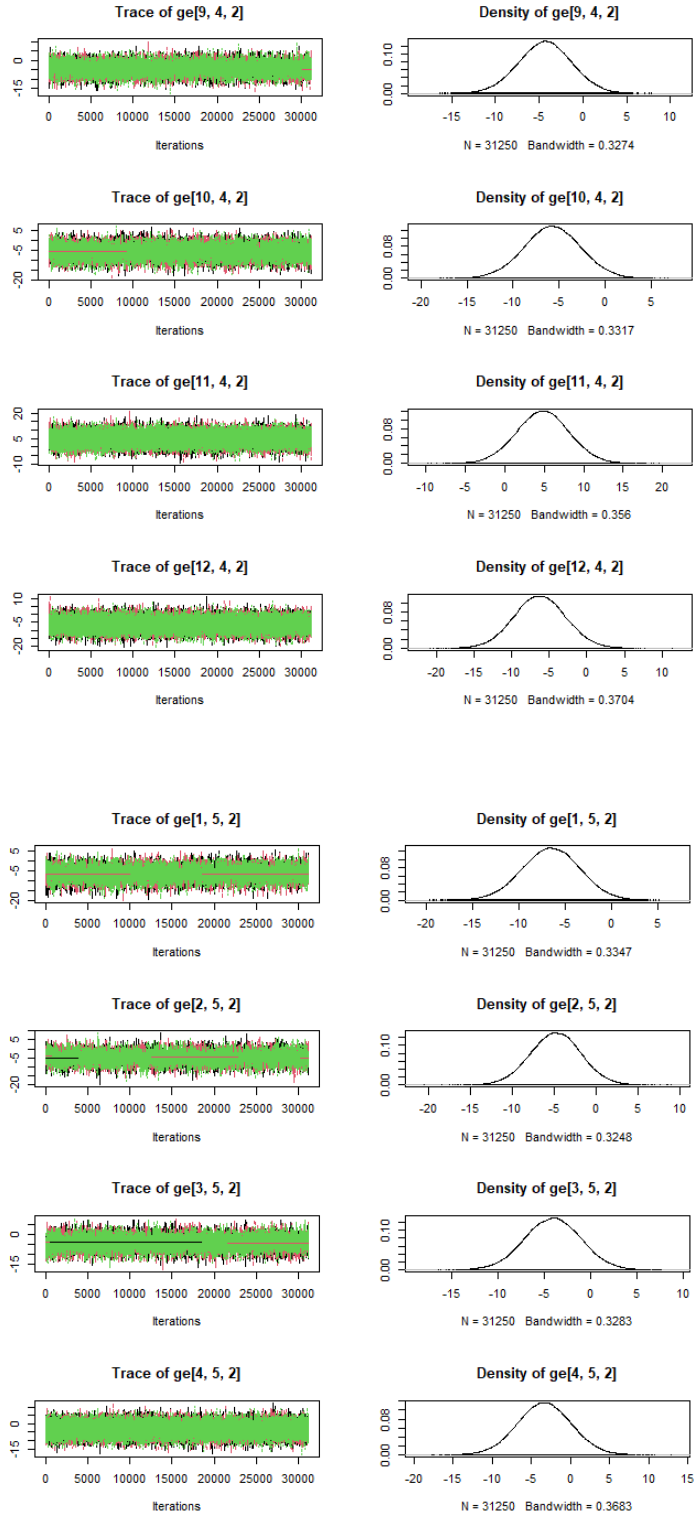 Trace of ge[9, 4, 2]
Density of ge[9, 4, 2]
-15 0
0.00 0.10
0 5000 10000 15000 20000 25000 30000
-15 -10 -5 0 5 10
Iterations
N = 31250 Bandwidth = 0.3274
Trace of ge[10, 4, 2]
Density of ge[10, 4, 2]
-20 -5 5
0.00 0.08
0 5000 10000 15000 20000 25000 30000
-20 -15 -10 -5 0 5
Iterations
N = 31250 Bandwidth = 0.3317
Trace of ge[11, 4, 2]
Density of ge[11, 4, 2]
-10 5 20
0.00 0.08
0 5000 10000 15000 20000 25000 30000
-10 -5 0 5 10 15 20
Iterations
N = 31250 Bandwidth = 0.356
Trace of ge[12, 4, 2]
Density of ge[12, 4, 2]
-20 -5 10
0.00 0.08
0 5000 10000 15000 20000 25000 30000
-20 -15 -10 -5 0 5 10
Iterations
N = 31250 Bandwidth = 0.3704
Trace of ge[1, 5, 2]
Density of ge[1, 5, 2]
-20 -5 5
0.00 0.08
0 5000 10000 15000 20000 25000 30000
-20 -15 -10 -5 0 5
Iterations
N = 31250 Bandwidth = 0.3347
Trace of ge[2, 5, 2]
Density of ge[2, 5, 2]
-20 -5 5
0.00 0.10
0 5000 10000 15000 20000 25000 30000
-20 -15 -10 -5 0 5 10
Iterations
N = 31250 Bandwidth = 0.3248
Trace of ge[3, 5, 2]
Density of ge[3, 5, 2]
-15 0
0.00 0.10
0 5000 10000 15000 20000 25000 30000
-15 -10 -5 0 5 10
Iterations
N = 31250 Bandwidth = 0.3283
Trace of ge[4, 5, 2]
Density of ge[4, 5, 2]
-15 0
0.00 0.08
0 5000 10000 15000 20000 25000 30000
-20 -15 -10 -5 0 5 10 15
Iterations
N = 31250 Bandwidth = 0.3683